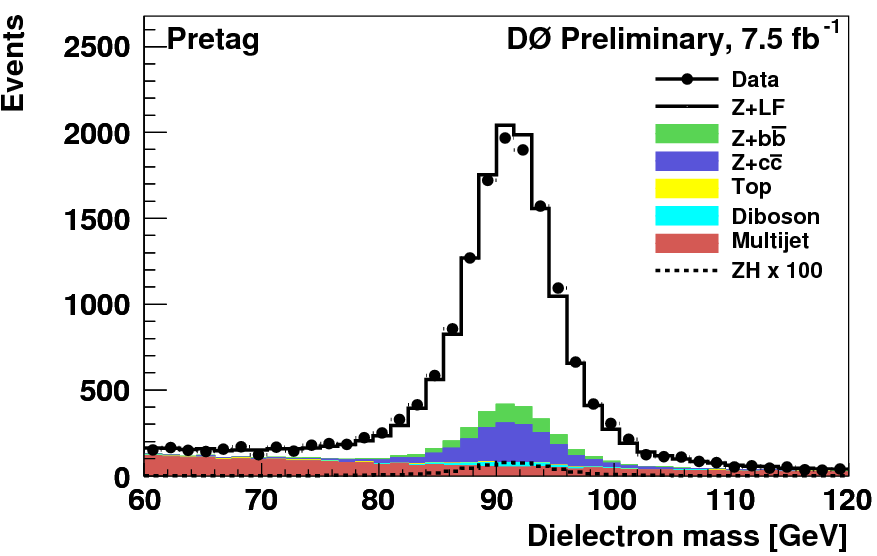 Events
Pretag
DØ Preliminary, 7.5 fb⁻¹
Data
Z+LF
Z+bb̅
Z+cc̅
Top
Diboson
Multijet
ZH x 100
2500
2000
1500
1000
500
0
60 70 80 90 100 110 120
Dielectron mass [GeV]